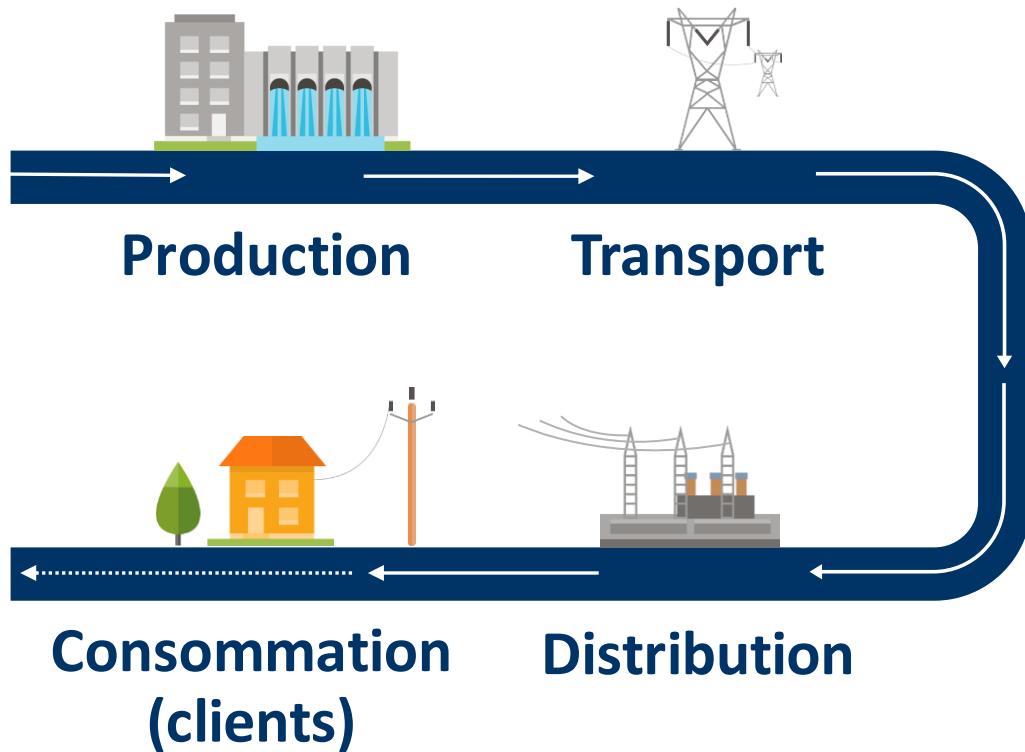 Production
Transport
Distribution
Consommation
(clients)